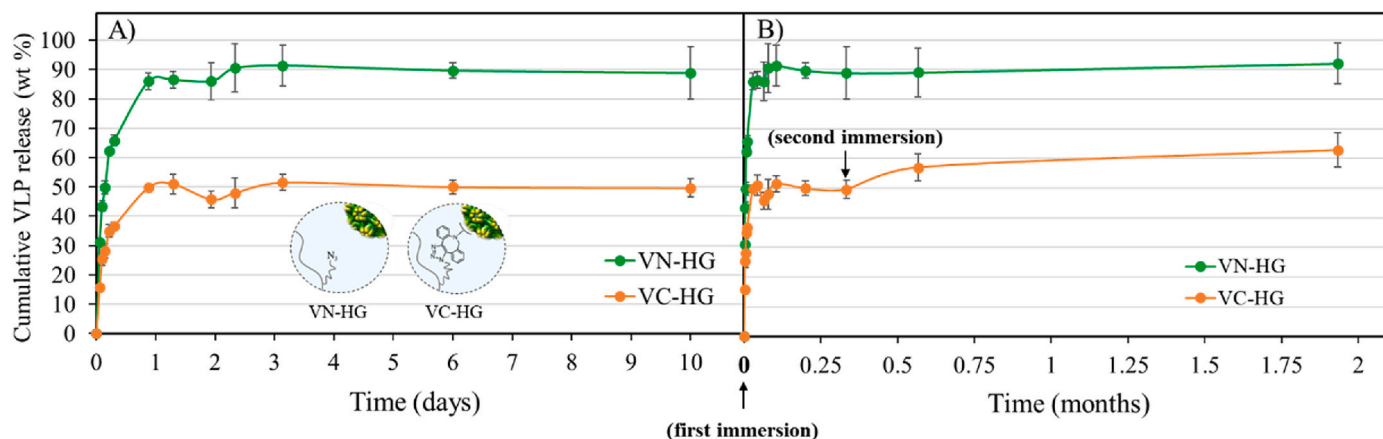 A)
B)
Cumulative VLP release (wt %)
100
90
80
70
60
50
40
30
20
10
0
(second immersion)
N3
N
N
N
N
VN-HG
VC-HG
VN-HG
VC-HG
VN-HG
VC-HG
0 1 2 3 4 5 6 7 8 9 10
0 0.25 0.5 0.75 1 1.25 1.5 1.75 2
Time (days)
Time (months)
(first immersion)